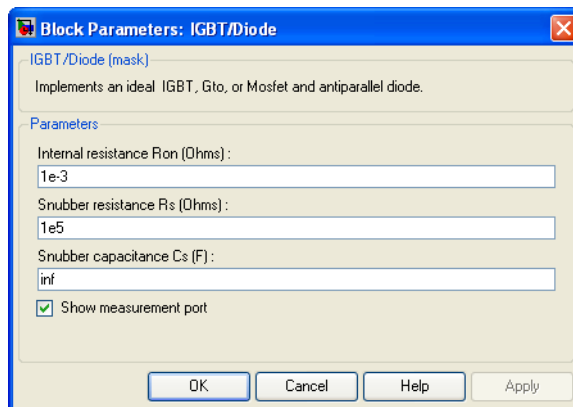 Block Parameters: IGBT/Diode
IGBT/Diode (mask)
Implements an ideal IGBT, Gto, or Mosfet and antiparallel diode.
Parameters
Internal resistance Ron (Ohms) :
1e-3
Snubber resistance Rs (Ohms) :
1e5
Snubber capacitance Cs (F) :
inf
Show measurement port
OK Cancel Help Apply